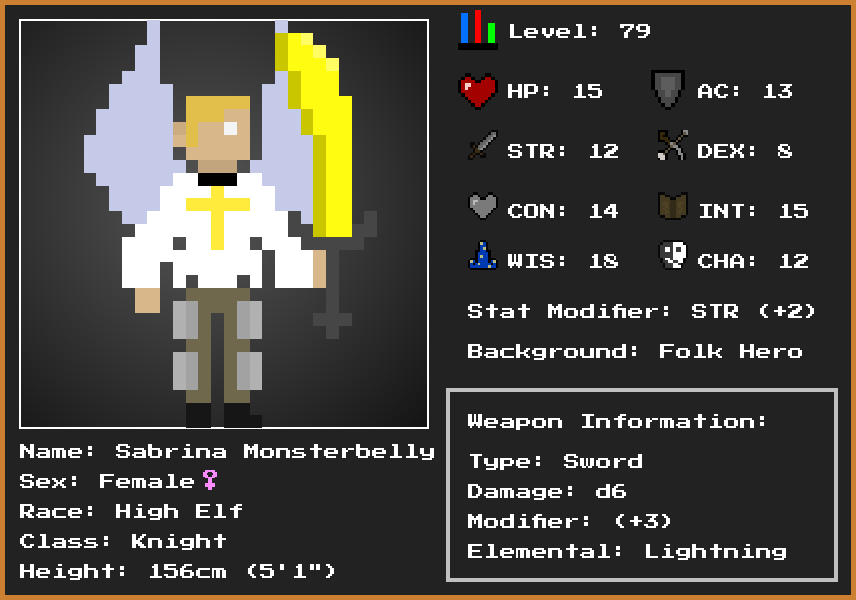 Level: 79
HP: 15
AC: 13
STR: 12
DEX: 8
CON: 14
INT: 15
WIS: 18
CHA: 12
Stat Modifier: STR (+2)
Background: Folk Hero
Weapon Information:
Type: Sword
Damage: d6
Modifier: (+3)
Elemental: Lightning
Name: Sabrina Monsterbelly
Sex: Female♀
Race: High Elf
Class: Knight
Height: 156cm (5'1")